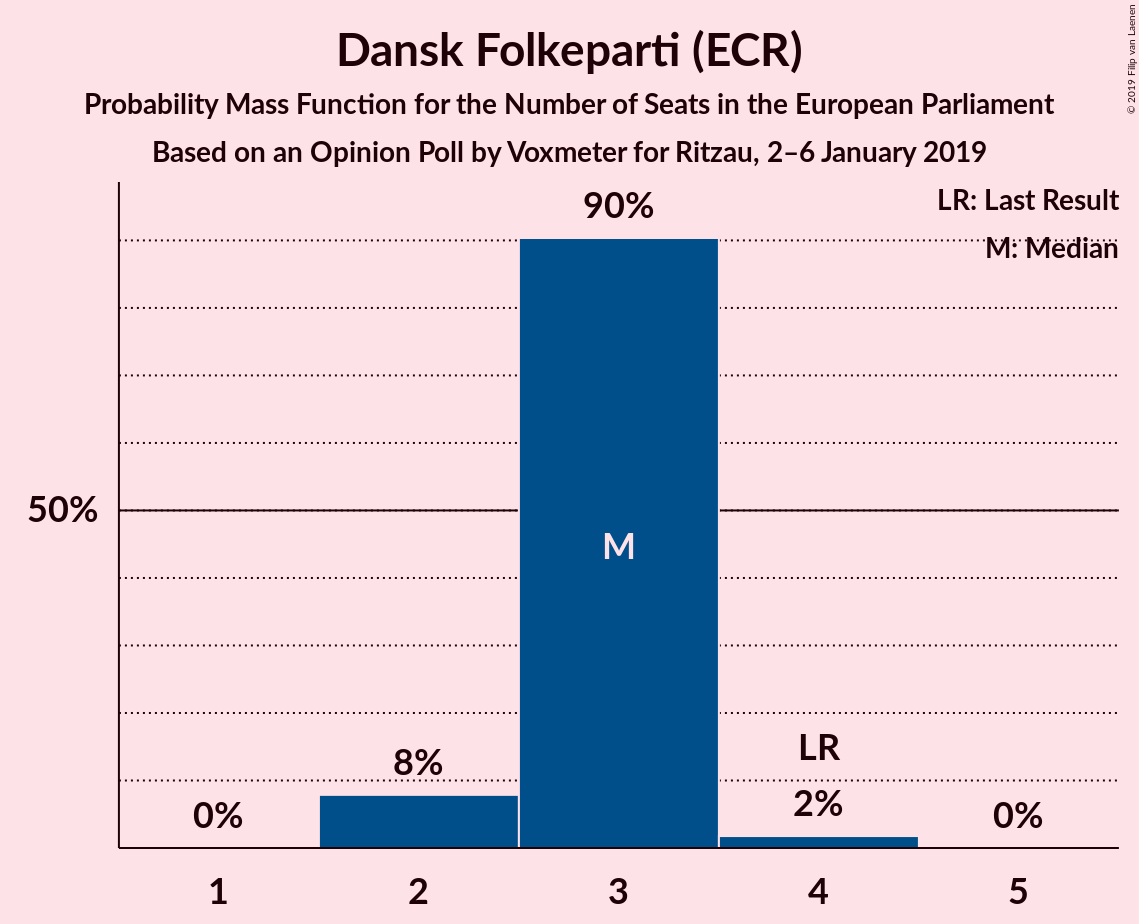 Dansk Folkeparti (ECR)
Probability Mass Function for the Number of Seats in the European Parliament
Based on an Opinion Poll by Voxmeter for Ritzau, 2–6 January 2019
© 2019 Filip van Laenen
LR: Last Result
M: Median
90%
50%
M
LR
8%
2%
0%
0%
1 2 3 4 5